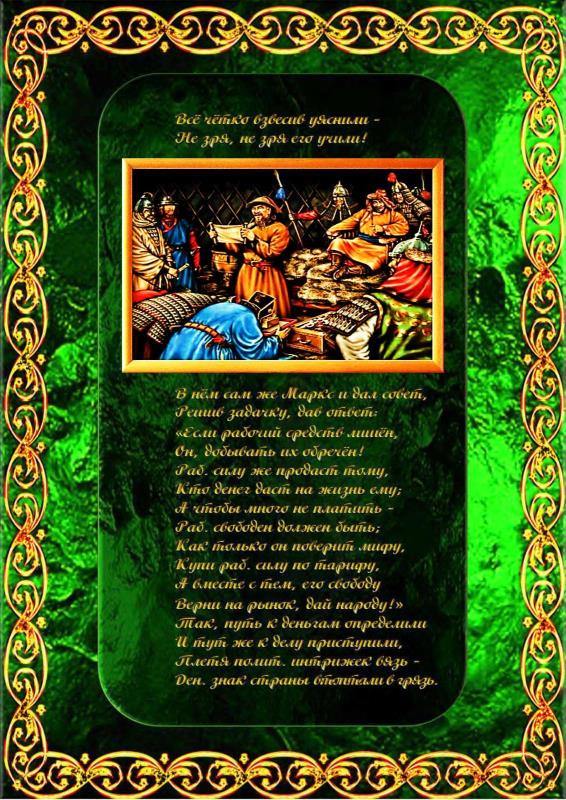 Всё чётко взвесив уяснили –
Не зря, не зря его учили!
В нём сам же Маркс и дал совет,
Решив задачку, дав ответ:
«Если рабочий средств лишён,
Он, добывать их обречён!
Раб. силу же продаст тому,
Кто денег даст на жизнь ему;
А чтобы много не платить –
Раб. свободен должен быть;
Как только он поверит мифу,
Купи раб. силу по тарифу,
А вместе с тем, его свободу
Верни на рынок, дай народу!»
Так, путь к деньгам определили
И тут же к делу приступили,
Плетя полит. интрижек вязь –
Ден. знак страны втоптали в грязь.